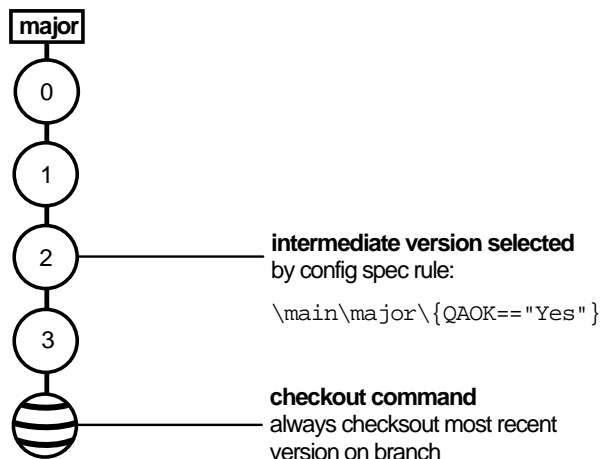 major
0
1
2
intermediate version selected
by config spec rule:
\main\major\{QAOK=="Yes"}
3
checkout command
always checksout most recent
version on branch